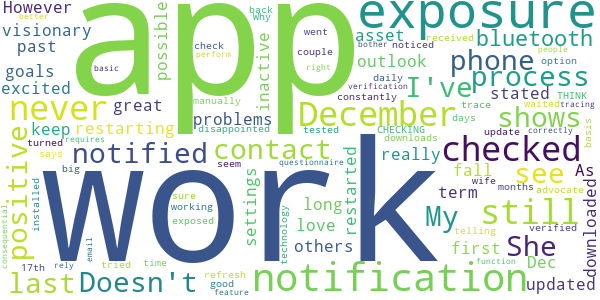 However
better
visionary
past
goals
excited
app
possible
back
Why
inactive
went
check
perform
basic
couple
right
bother
noticed
received
exposure
asset
bluetooth
people
option
outlook
phone
process
daily
verification
I've
stated
THINK
never
great
problems
manually
constantly
waited
tracing
keep
restarting
disappointed
December
tested
CHECKING
trace
shows
downloads
days
basis
positive
turned
requires
says
notified
contact
restarted
really
checked
update
correctly
As
big
seem
questionnaire
fall
see
wife
months
term
advocate
consequential
installed
work
sure
working
exposed
settings
technology
long
love
others
My
still
telling
downloaded
first
She
verified
17th
email
rely
tried
time
last
Doesn't
refresh
good
feature
notification
Dec
function
updated